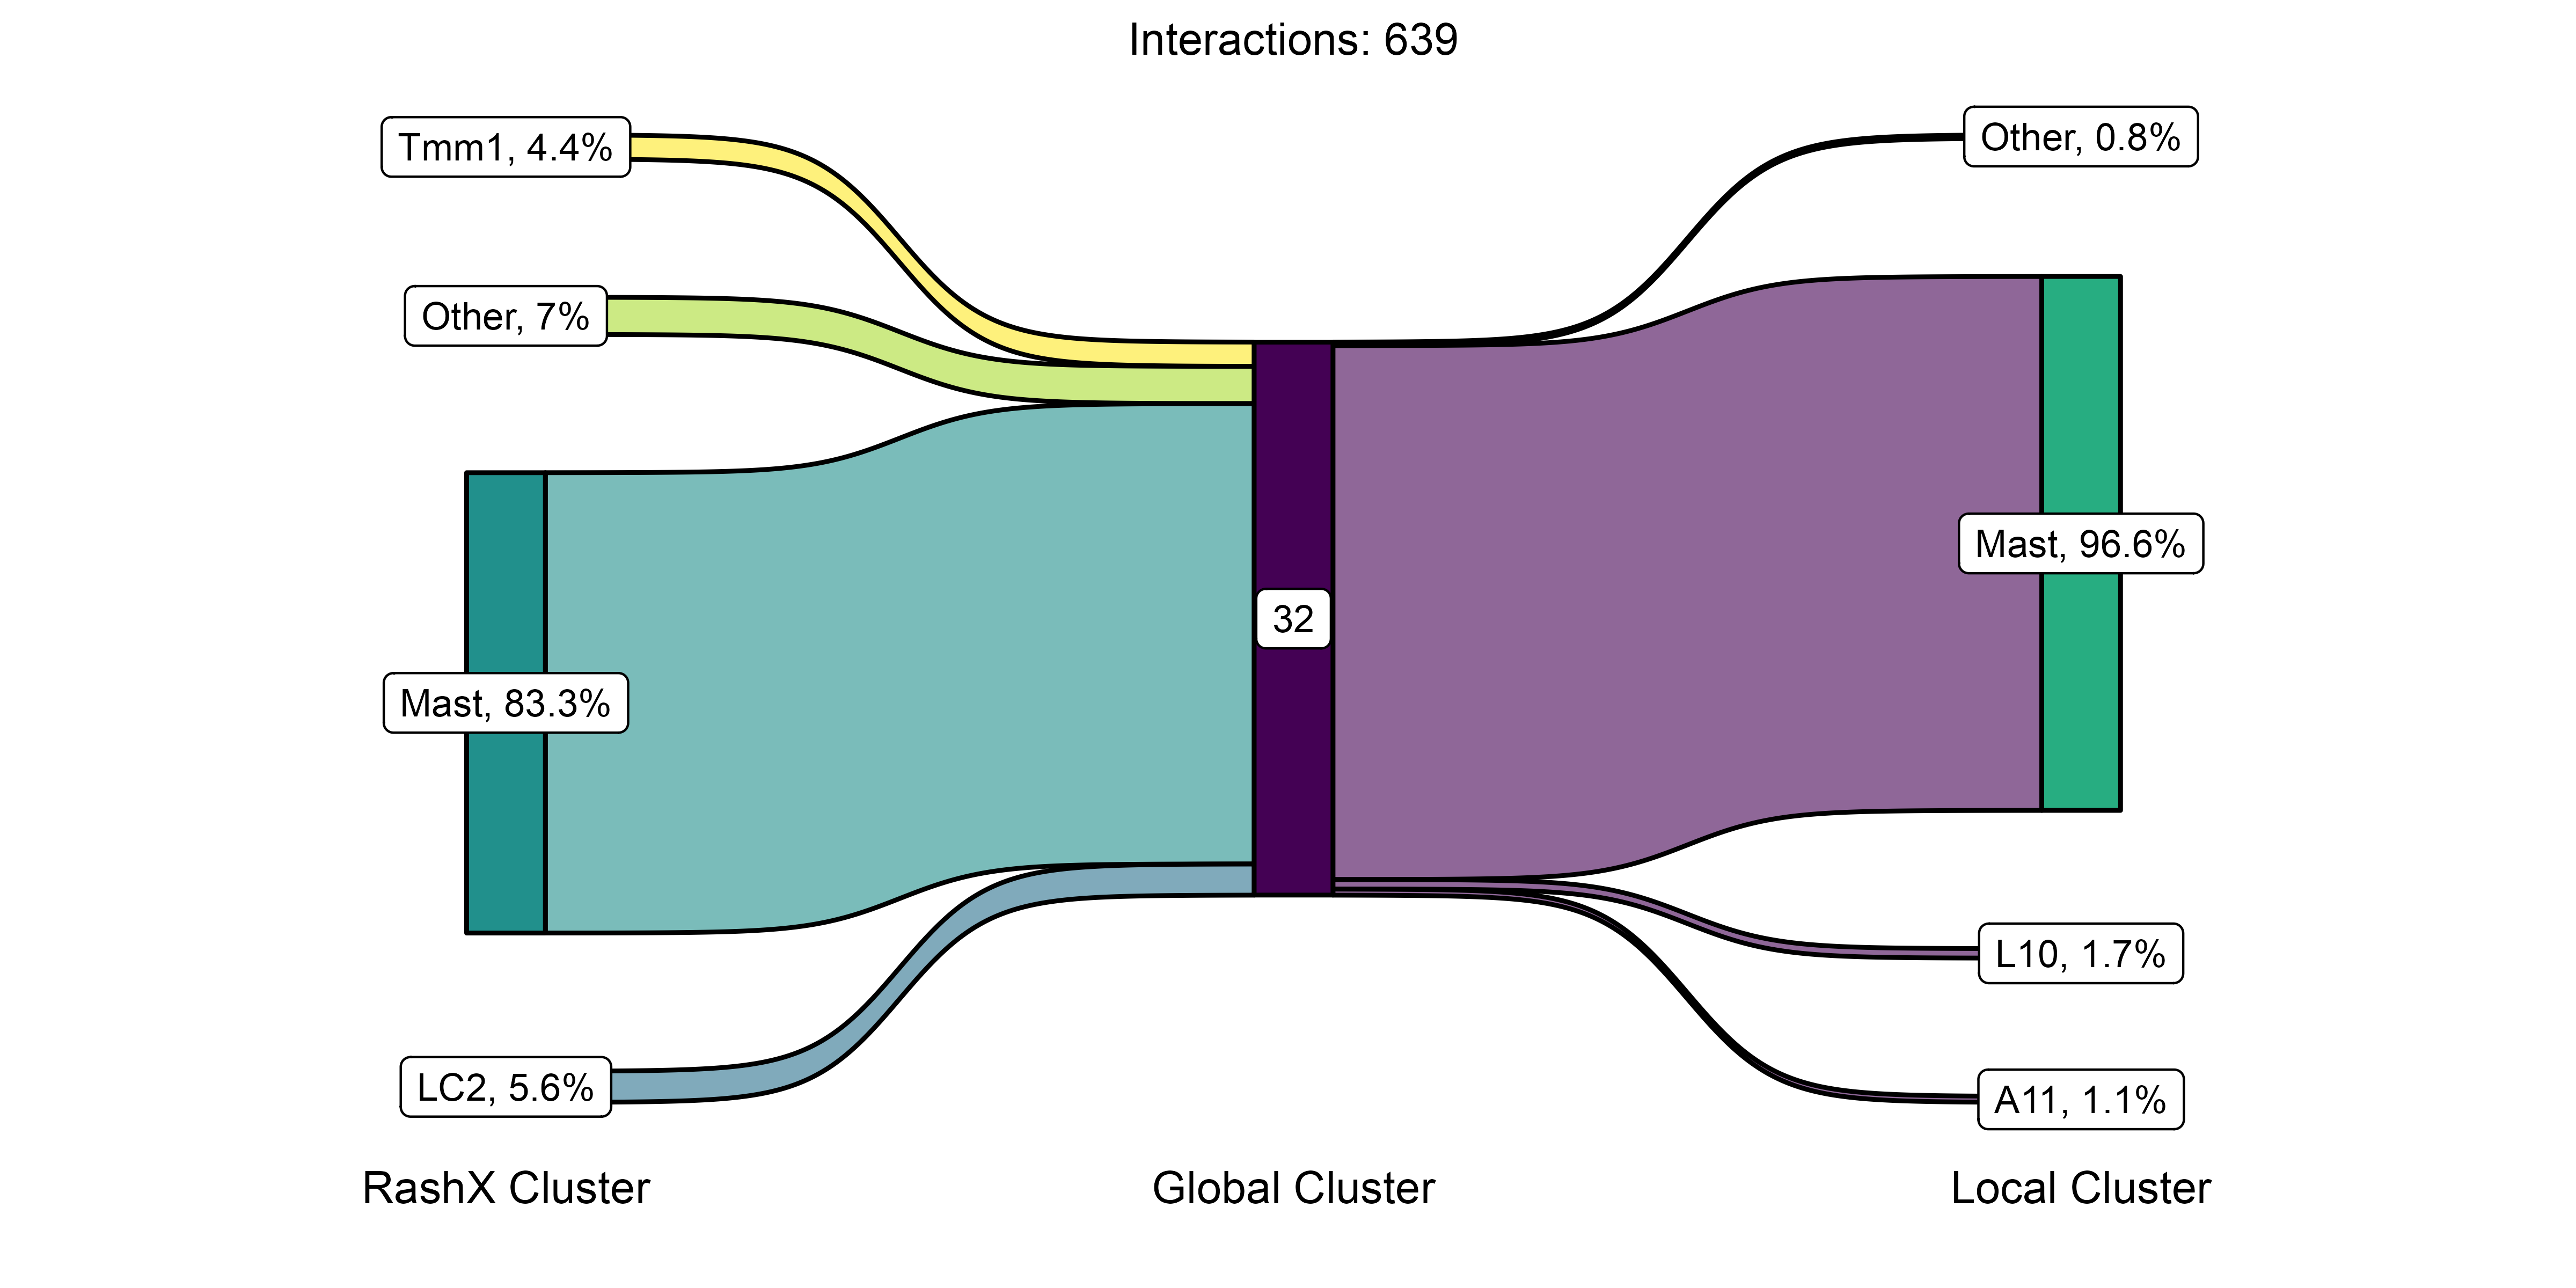 Interactions: 639
Tmm1, 4.4%
Other, 0.8%
Other, 7%
Mast, 96.6%
32
Mast, 83.3%
L10, 1.7%
LC2, 5.6%
A11, 1.1%
RashX Cluster
Global Cluster
Local Cluster